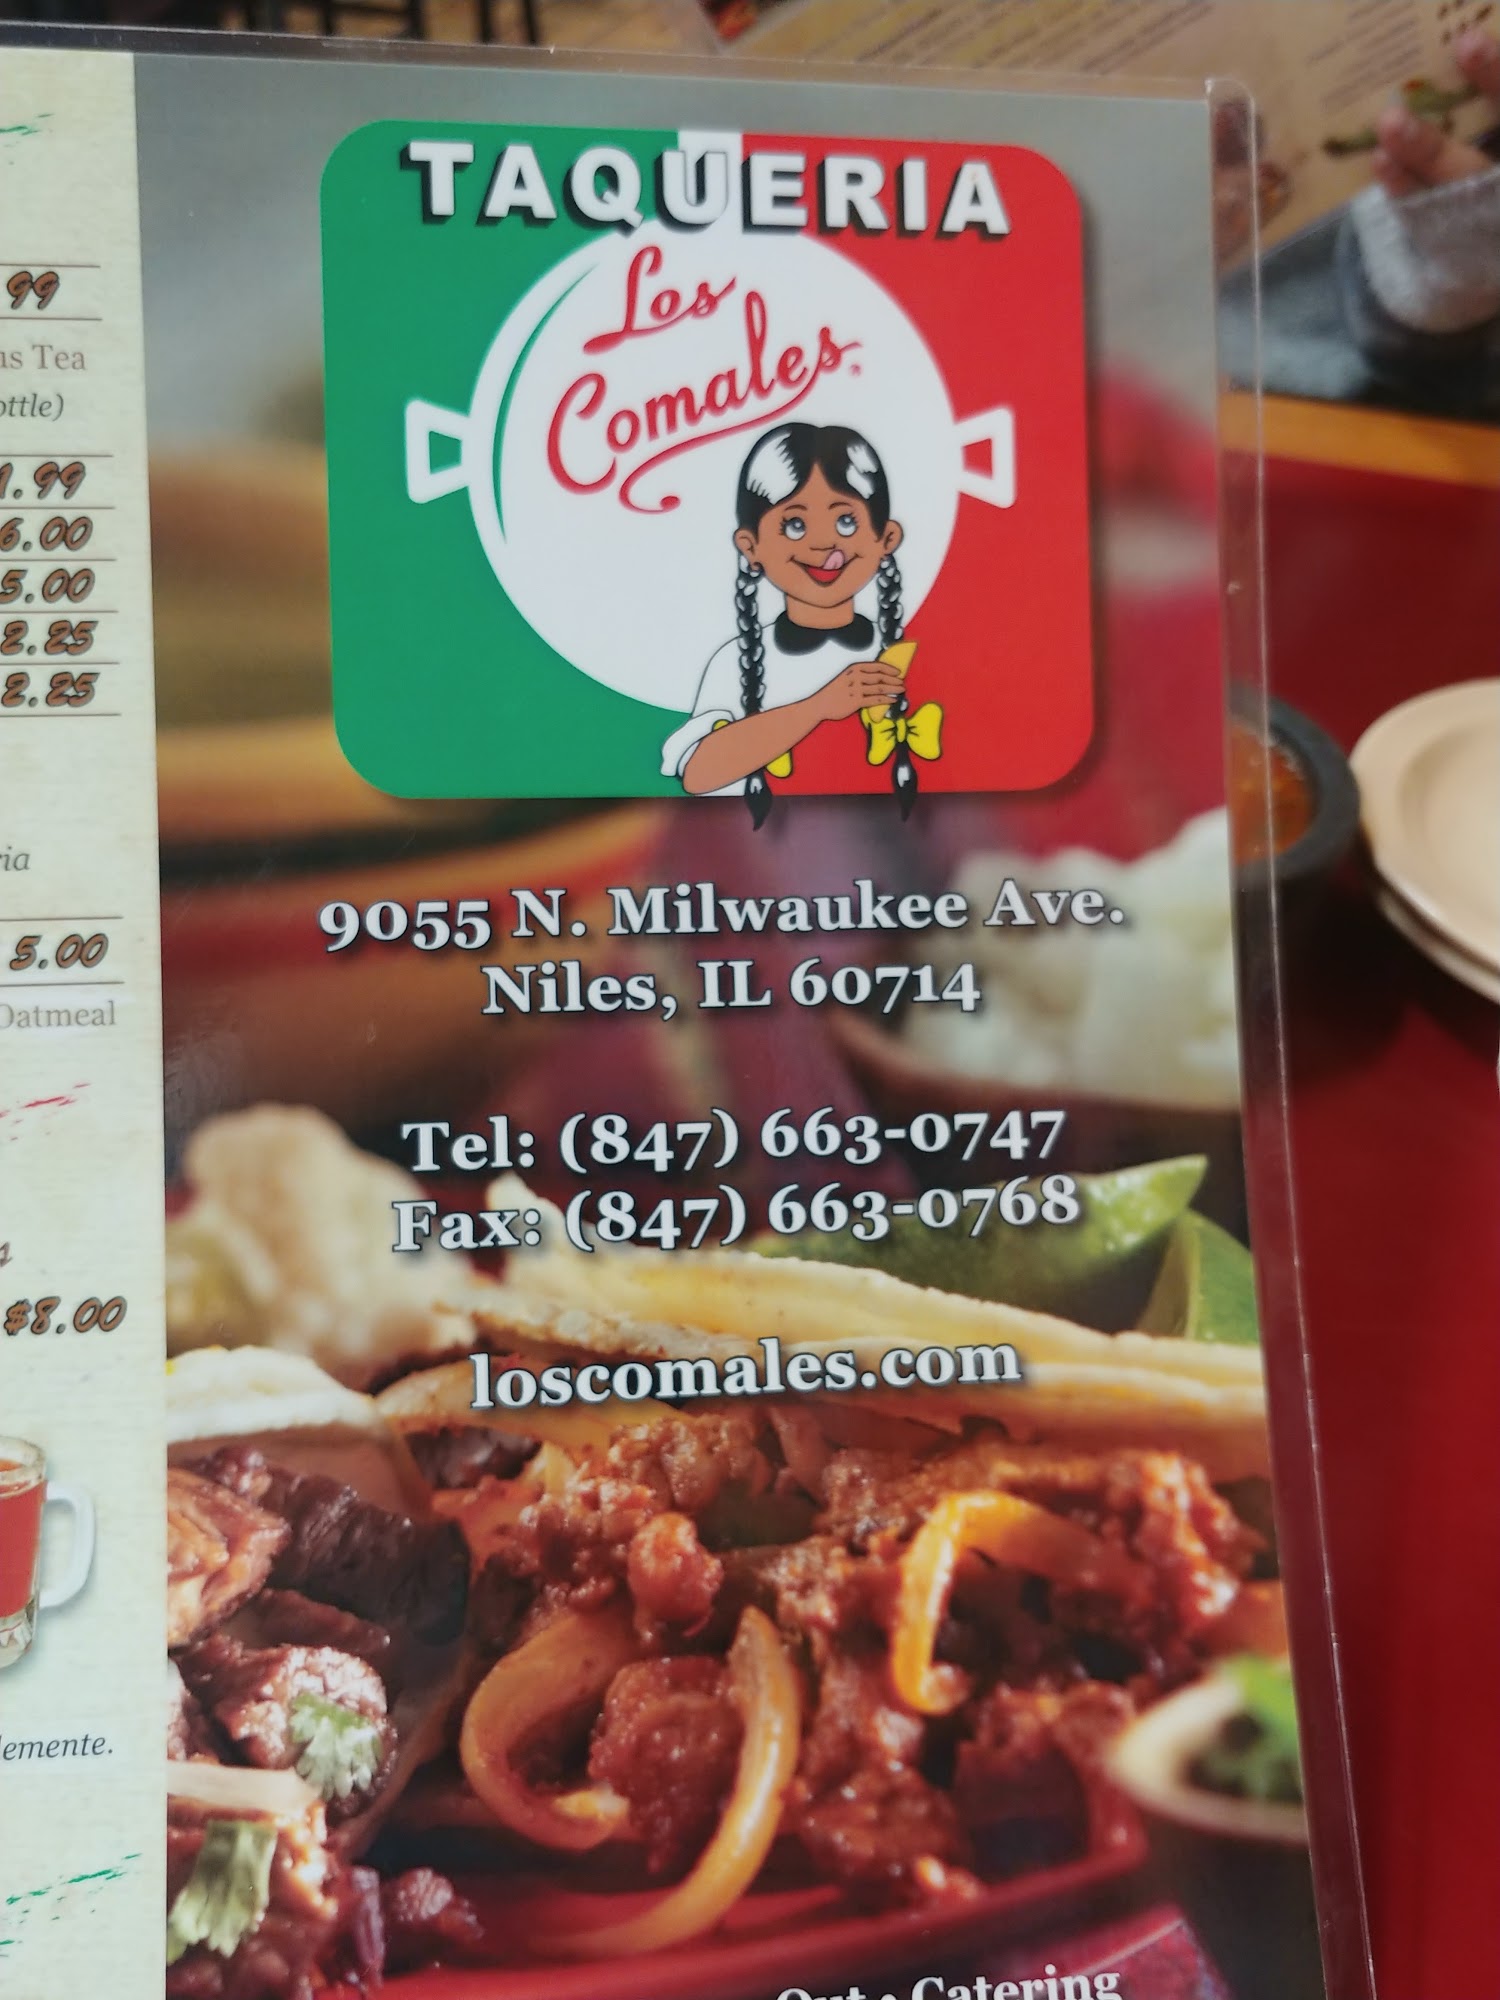 99
Tea
1.99
6.00
5.00
2.25
2.25
5.00
Oatmeal
$8.00
TAQUERIA
Los
Comales
9055 N. Milwaukee Ave.
Niles, IL 60714
Tel: (847) 663-0747
Fax: (847) 663-0768
loscomales.com
Out • Catering